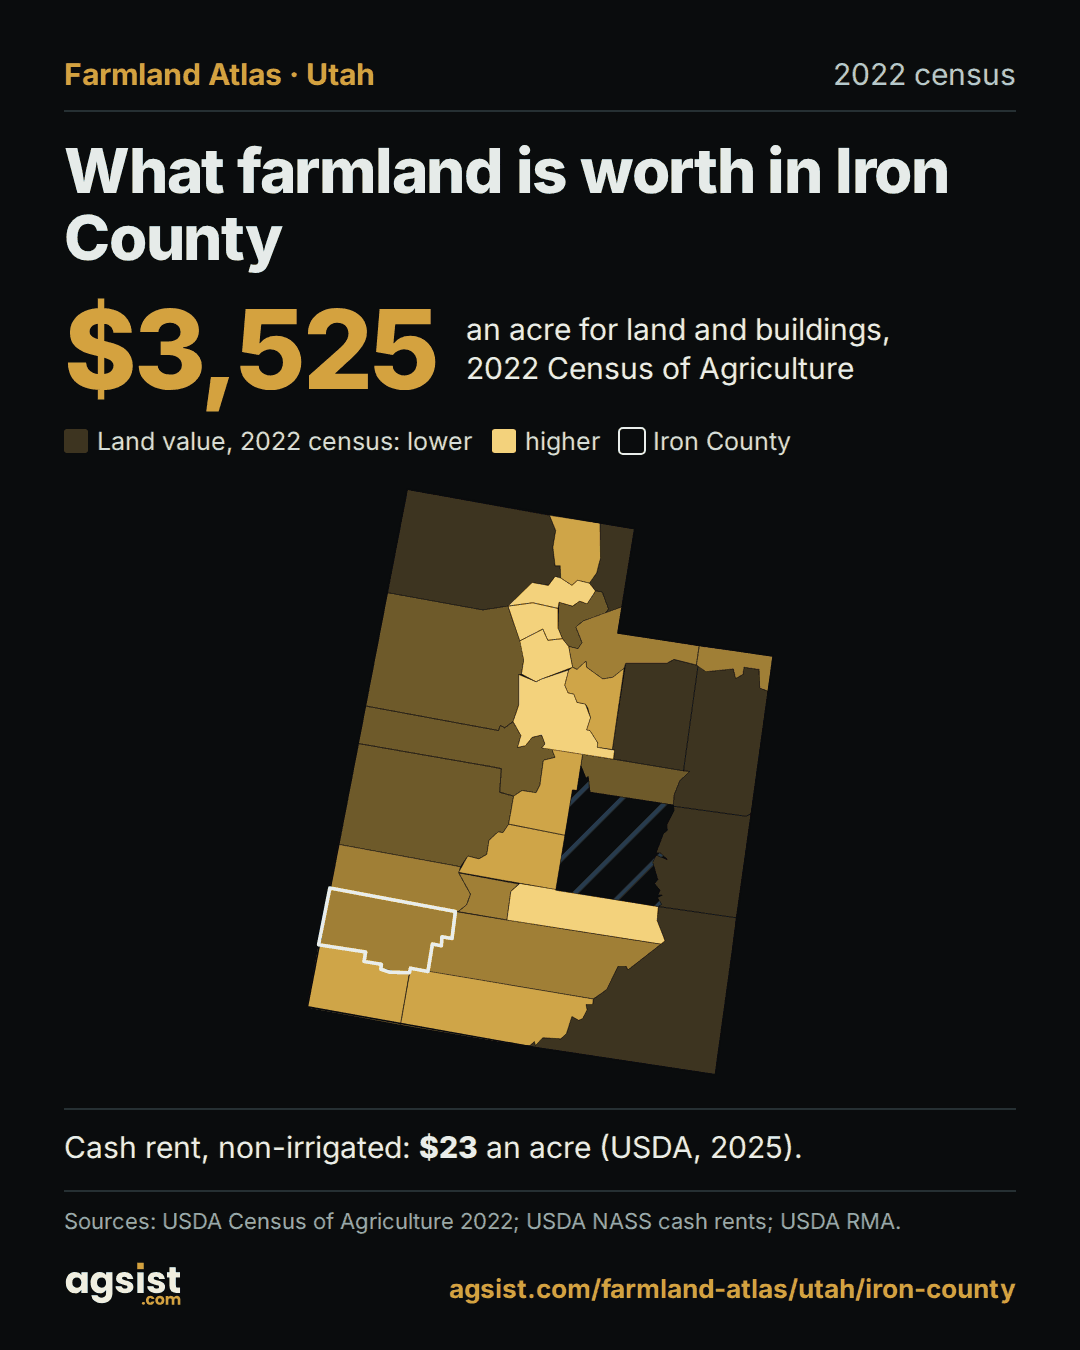 Farmland Atlas · Utah
2022 census
What farmland is worth in Iron
County
$3,525
an acre for land and buildings,
2022 Census of Agriculture
Land value, 2022 census: lower
higher
Iron County
Cash rent, non-irrigated: $23 an acre (USDA, 2025).
Sources: USDA Census of Agriculture 2022; USDA NASS cash rents; USDA RMA.
agsist
.com
agsist.com/farmland-atlas/utah/iron-county